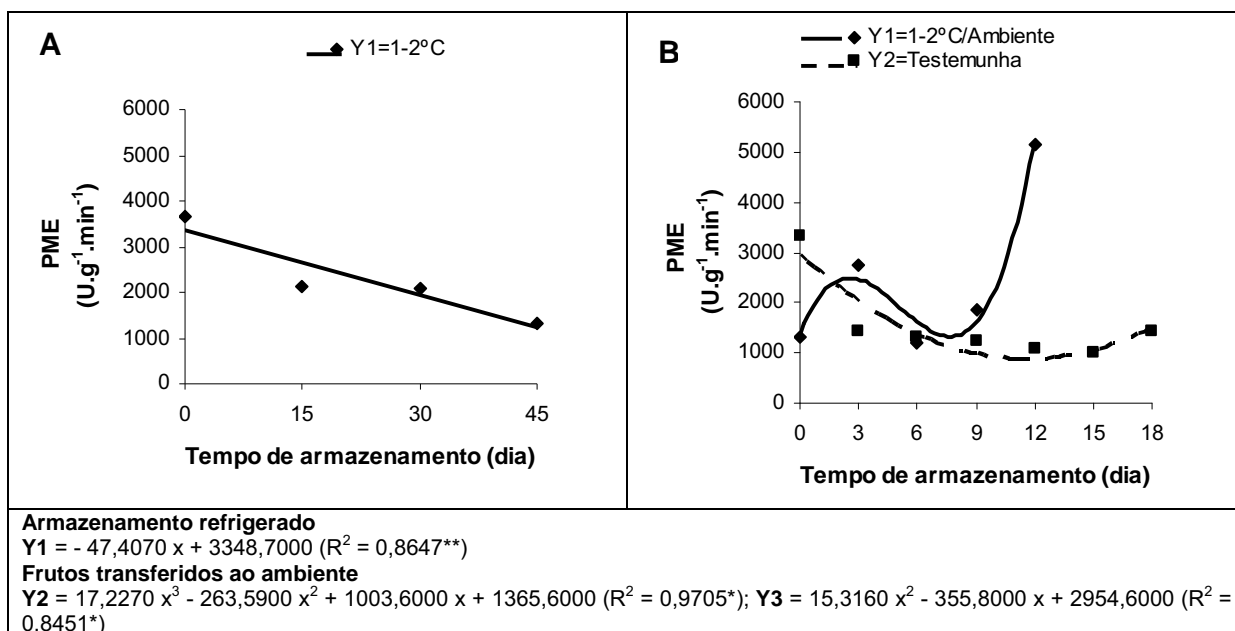 A
Y1=1-2ºC
6000
5000
4000
3000
2000
1000
0
PME
(U.g⁻¹.min⁻¹)
0 15 30 45
Tempo de armazenamento (dia)
B
Y1=1-2ºC/Ambiente
Y2=Testemunha
6000
5000
4000
3000
2000
1000
0
PME
(U.g⁻¹.min⁻¹)
0 3 6 9 12 15 18
Tempo de armazenamento (dia)
Armazenamento refrigerado
Y1 = - 47,4070 x + 3348,7000 (R² = 0,8647**)
Frutos transferidos ao ambiente
Y2 = 17,2270 x³ - 263,5900 x² + 1003,6000 x + 1365,6000 (R² = 0,9705*); Y3 = 15,3160 x² - 355,8000 x + 2954,6000 (R² =
0,8451*)